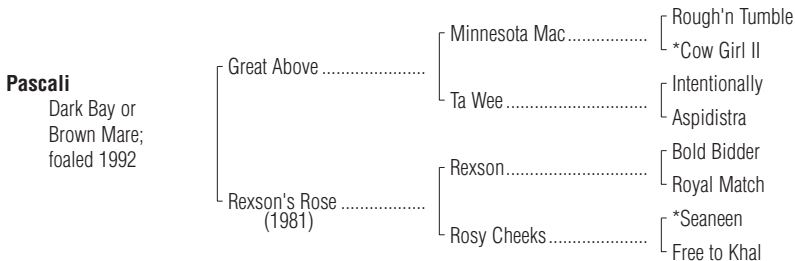 Pascali
Dark Bay or
Brown Mare;
foaled 1992
Great Above ......................
Rexson's Rose ..................
(1981)
Minnesota Mac.................
Ta Wee...............................
Rexson...............................
Rosy Cheeks.....................
Rough'n Tumble
*Cow Girl II
Intentionally
Aspidistra
Bold Bidder
Royal Match
*Seaneen
Free to Khal